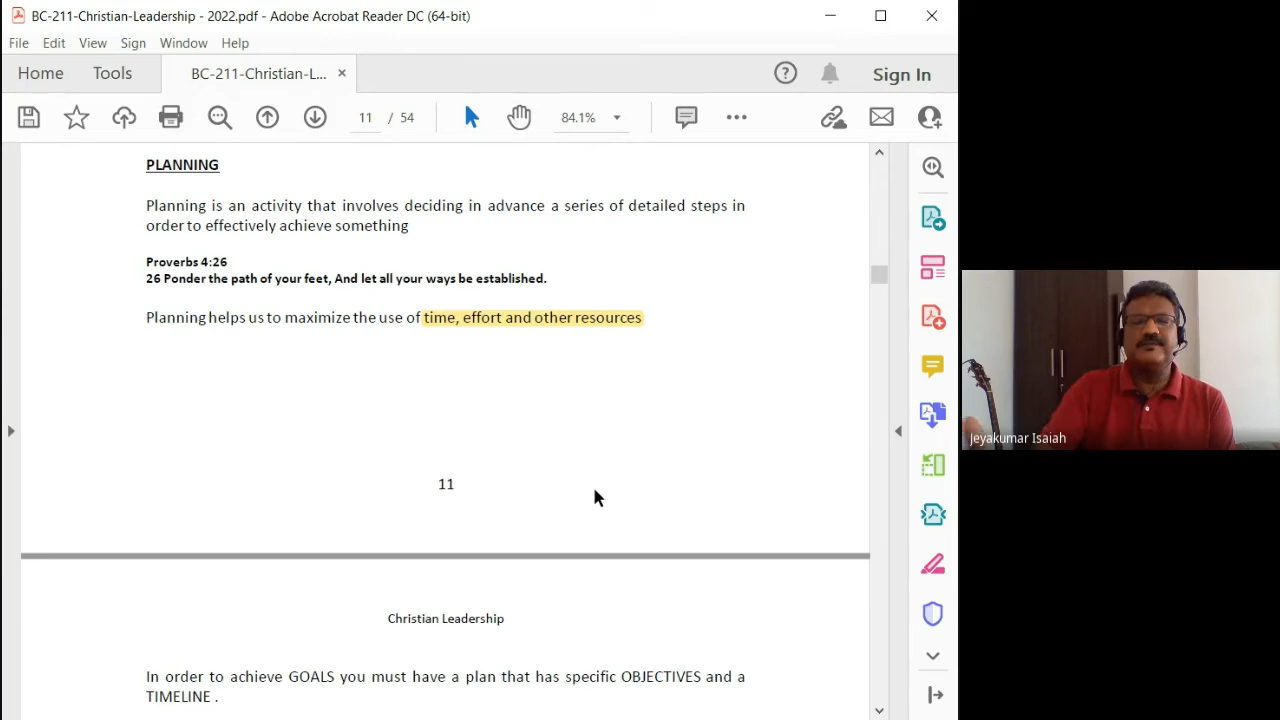 BC-211-Christian-Leadership - 2022.pdf - Adobe Acrobat Reader DC (64-bit)
File Edit View Sign Window Help
Home Tools BC-211-Christian-L... × Sign In
11 / 54 84.1%
PLANNING
Planning is an activity that involves deciding in advance a series of detailed steps in
order to effectively achieve something
Proverbs 4:26
26 Ponder the path of your feet, And let all your ways be established.
Planning helps us to maximize the use of time, effort and other resources
11
Christian Leadership
In order to achieve GOALS you must have a plan that has specific OBJECTIVES and a
TIMELINE .
Jeyakumar Isaiah